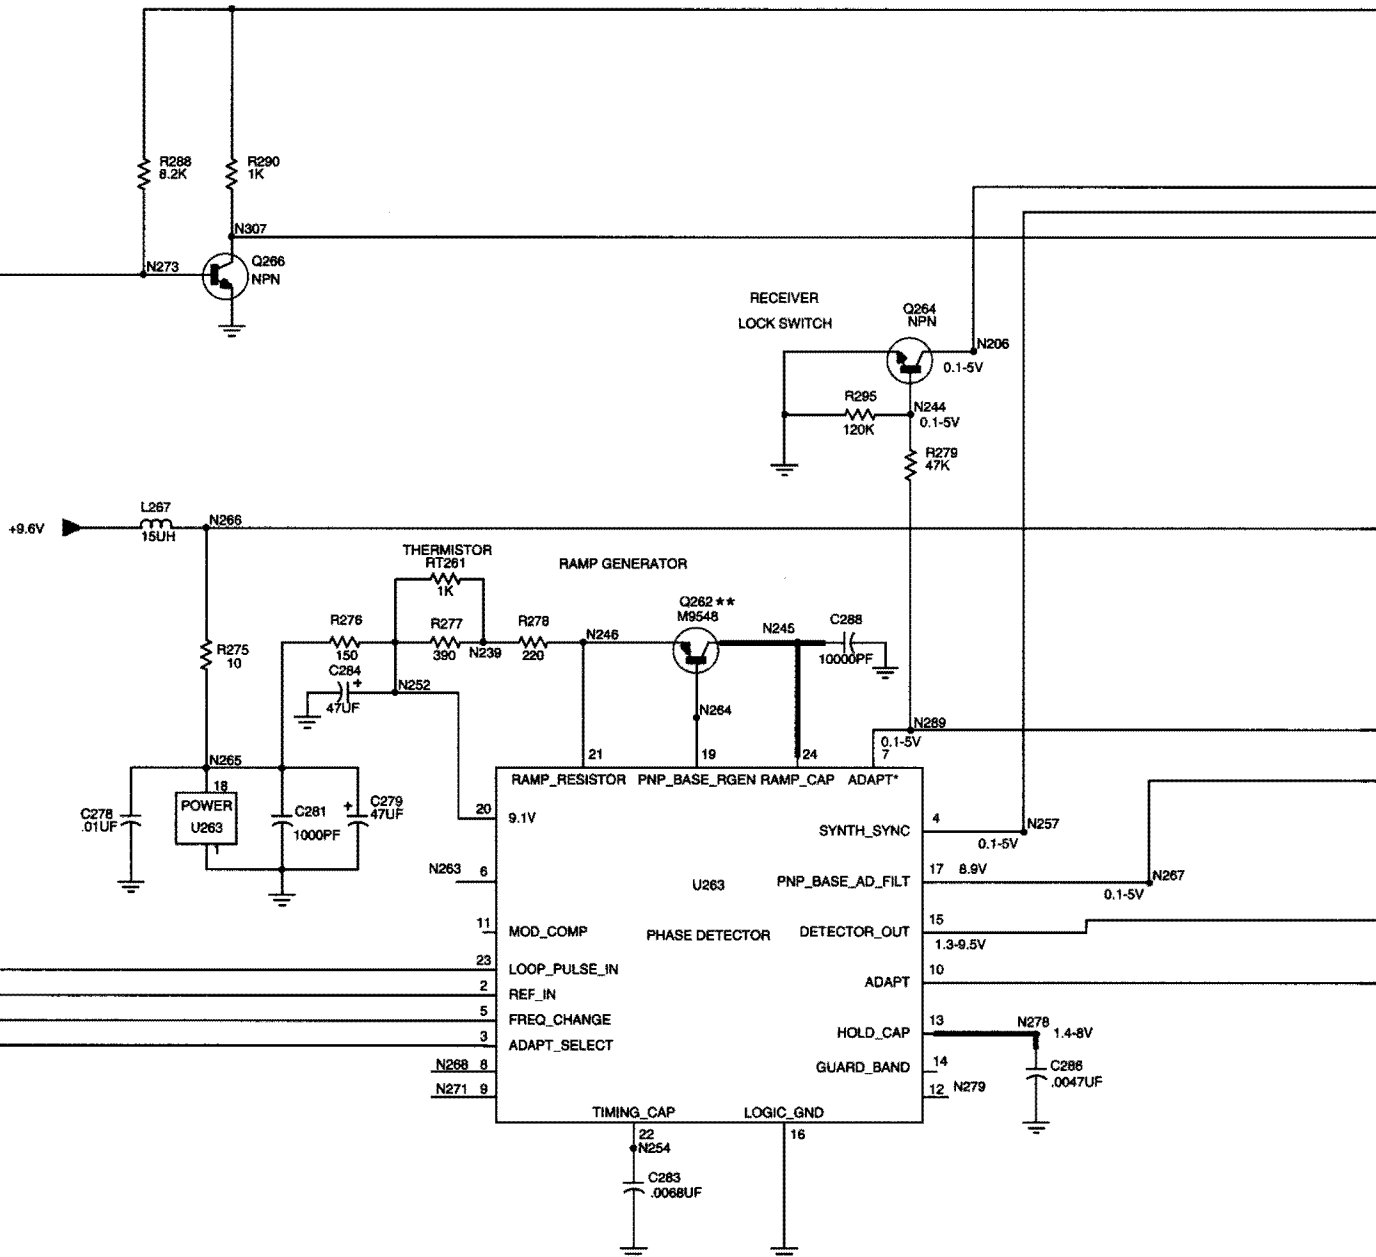 R288
8.2K
R290
1K
N307
N273
Q266
NPN
RECEIVER
LOCK SWITCH
Q264
NPN
N206
0.1-5V
R295
120K
N244
0.1-5V
R279
47K
+9.6V
L267
15UH
N266
THERMISTOR
RT261
1K
RAMP GENERATOR
R275
10
R276
150
R277
390
N239
R278
220
N246
Q262 **
M9548
N245
C288
10000PF
C284
+
47UF
N252
N264
N289
0.1-5V
N265
21
19
24
7
RAMP_RESISTOR
PNP_BASE_RGEN
RAMP_CAP
ADAPT*
C278
.01UF
18
POWER
U263
1
C281
1000PF
+
C279
47UF
20
9.1V
4
SYNTH_SYNC
N257
0.1-5V
N263
6
U263
PNP_BASE_AD_FILT
17
8.9V
N267
0.1-5V
11
MOD_COMP
PHASE DETECTOR
DETECTOR_OUT
15
1.3-9.5V
23
LOOP_PULSE_IN
ADAPT
10
2
REF_IN
5
FREQ_CHANGE
HOLD_CAP
13
N278
1.4-8V
3
ADAPT_SELECT
N268
8
GUARD_BAND
14
C286
.0047UF
N271
9
12
N279
TIMING_CAP
LOGIC_GND
22
16
N254
C283
.0068UF